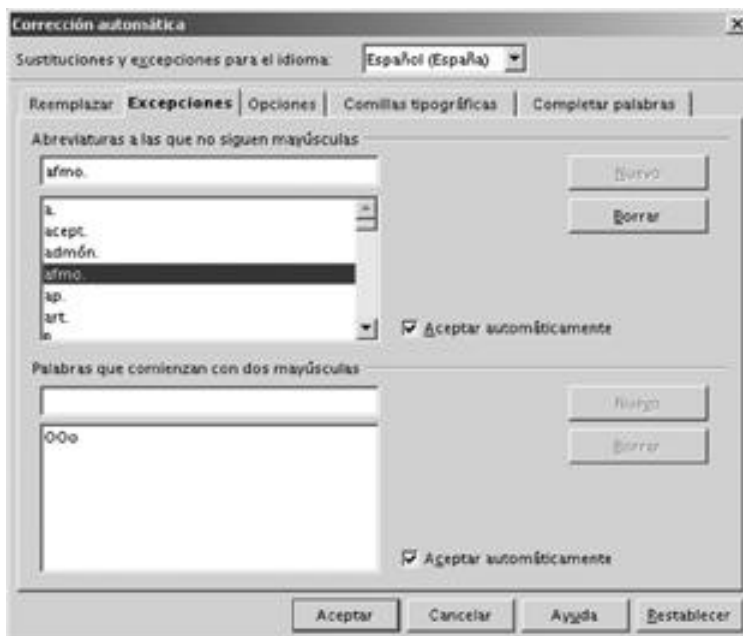 Corrección automática
Sustituciones y excepciones para el idioma: Español (España)
Reemplazar Excepciones Opciones Comillas tipográficas Completar palabras
Abreviaturas a las que no siguen mayúsculas
afmo. Nuevo
a. Borrar
acept.
admón.
afmo.
ap.
art. Aceptar automáticamente
Palabras que comienzan con dos mayúsculas
Nuevo
OOo Borrar
Aceptar automáticamente
Aceptar Cancelar Ayuda Restablecer